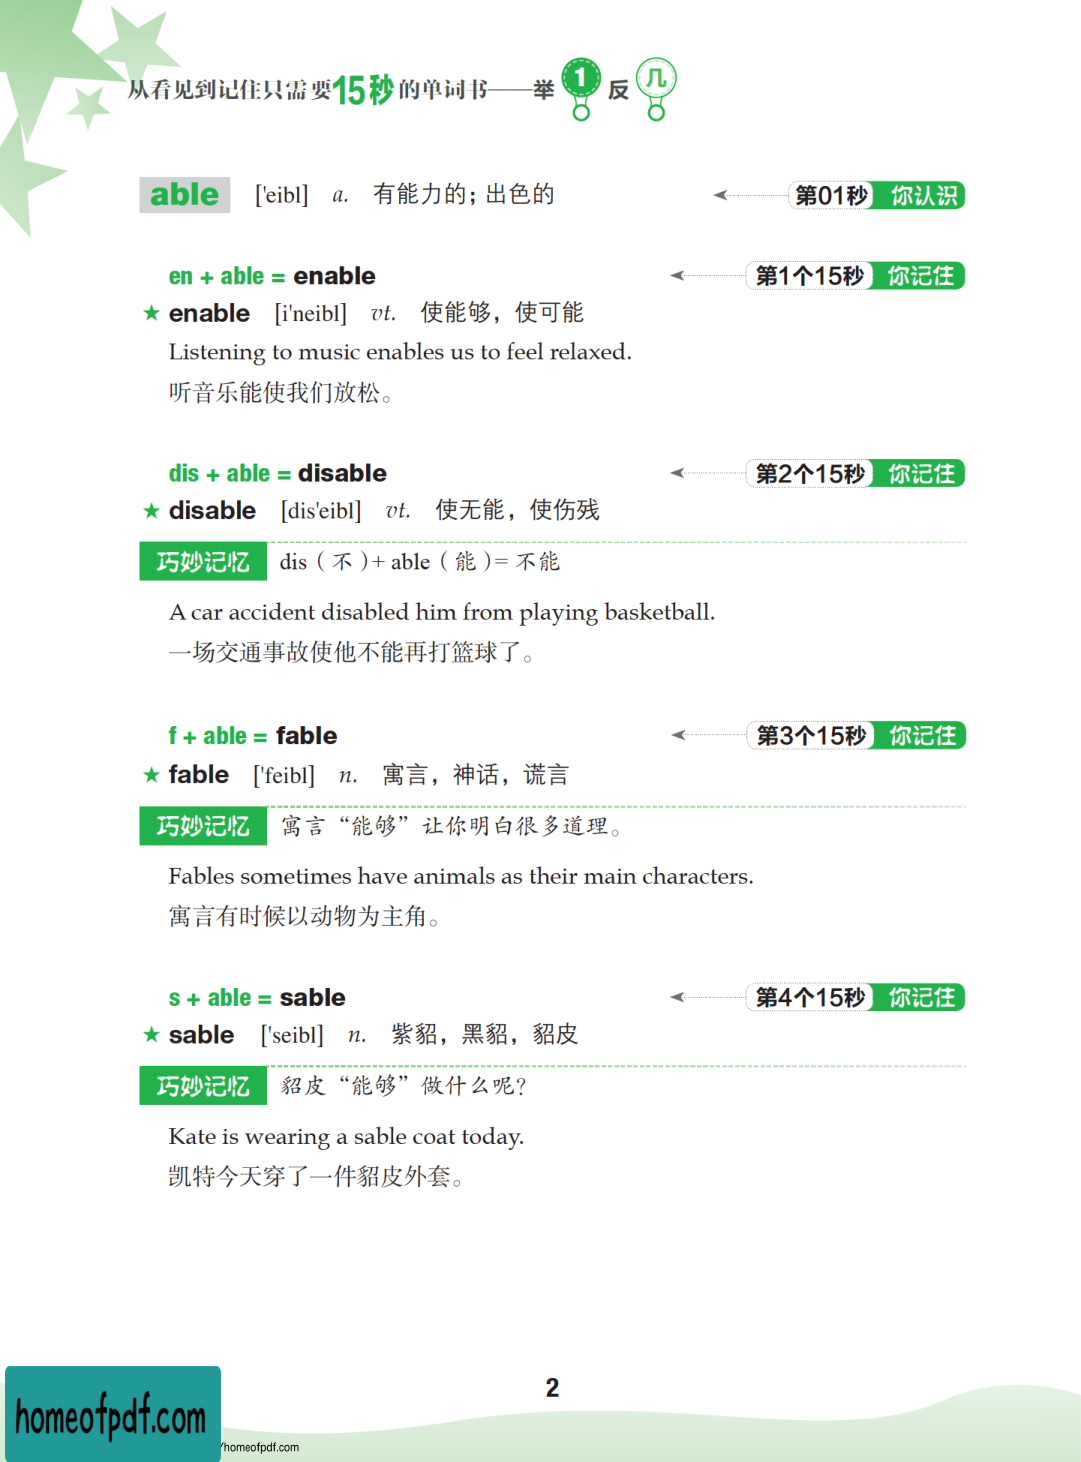 从看见到记住只需要15秒的单词书——举1反几
able ['eibl] a. 有能力的；出色的 第01秒 你认识
en + able = enable 第1个15秒 你记住
★ enable [i'neibl] vt. 使能够，使可能
Listening to music enables us to feel relaxed.
听音乐能使我们放松。
dis + able = disable 第2个15秒 你记住
★ disable [dis'eibl] vt. 使无能，使伤残
巧妙记忆 dis（不）+ able（能）= 不能
A car accident disabled him from playing basketball.
一场交通事故使他不能再打篮球了。
f + able = fable 第3个15秒 你记住
★ fable ['feibl] n. 寓言，神话，谎言
巧妙记忆 寓言“能够”让你明白很多道理。
Fables sometimes have animals as their main characters.
寓言有时候以动物为主角。
s + able = sable 第4个15秒 你记住
★ sable ['seibl] n. 紫貂，黑貂，貂皮
巧妙记忆 貂皮“能够”做什么呢？
Kate is wearing a sable coat today.
凯特今天穿了一件貂皮外套。
2
homeofpdf.com
/homeofpdf.com